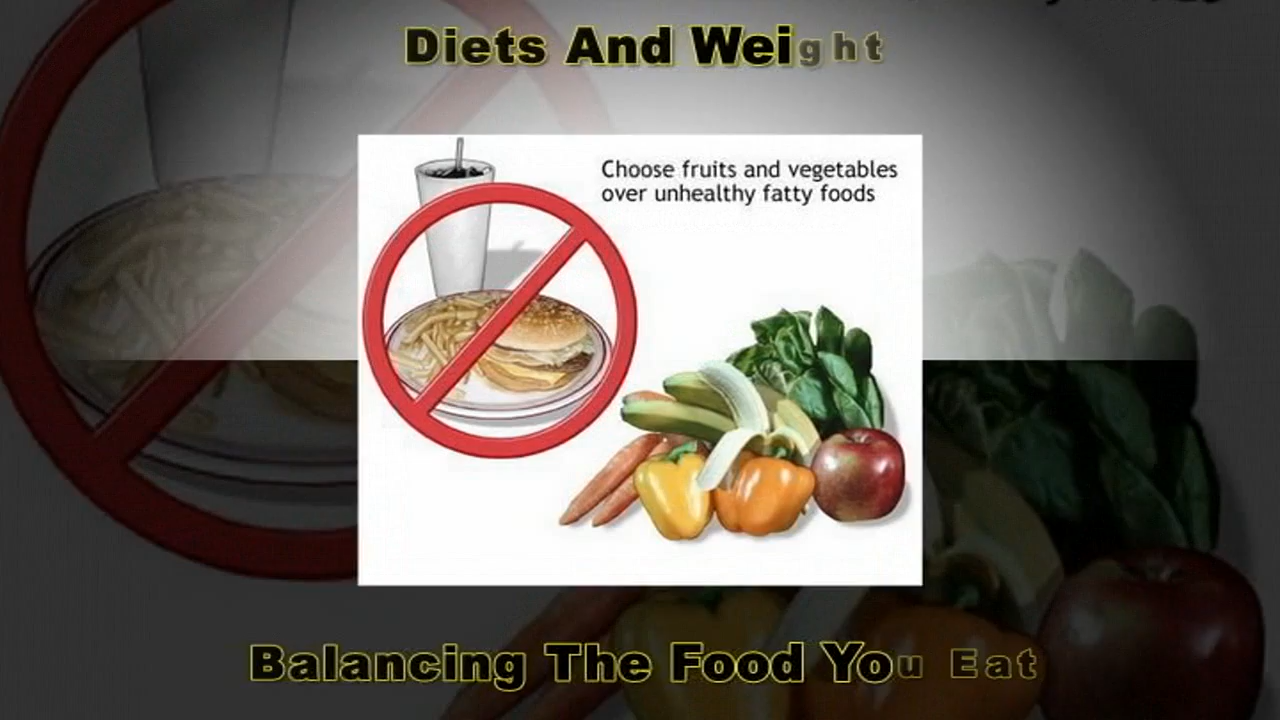 Diets And Weight
Choose fruits and vegetables
over unhealthy fatty foods
Balancing The Food You Eat